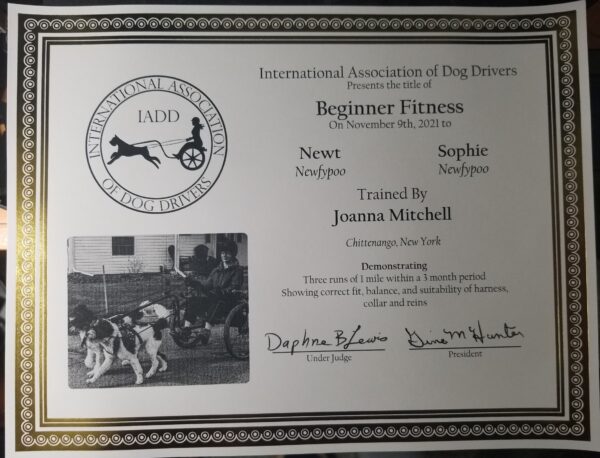 INTERNATIONAL ASSOCIATION
IADD
OF DOG DRIVERS
International Association of Dog Drivers
Presents the title of
Beginner Fitness
On November 9th, 2021 to
Newt Sophie
Newfypoo Newfypoo
Trained By
Joanna Mitchell
Chittenango, New York
Demonstrating
Three runs of 1 mile within a 3 month period
Showing correct fit, balance, and suitability of harness,
collar and reins
Daphne B Lewis Gine M Hunter
Under Judge President